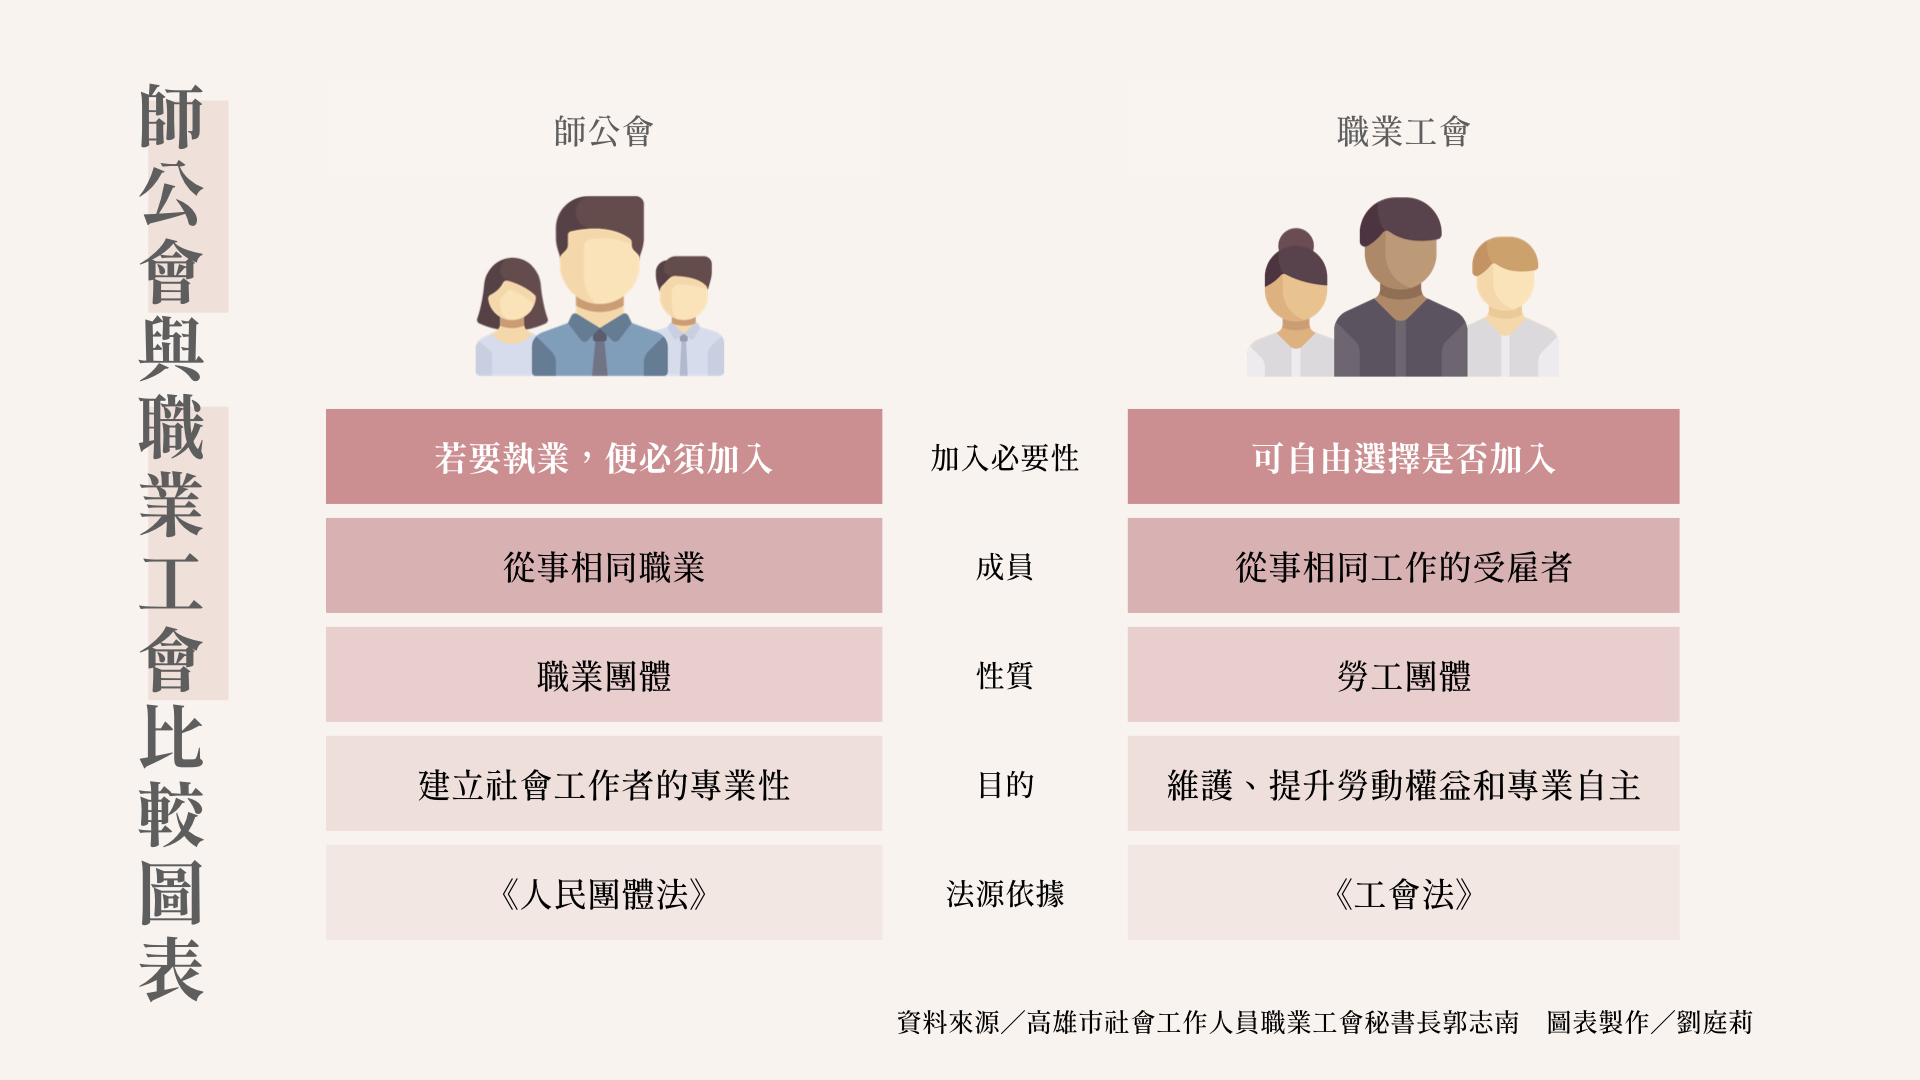 師公會與職業工會比較圖表
師公會
職業工會
若要執業，便必須加入
加入必要性
可自由選擇是否加入
從事相同職業
成員
從事相同工作的受雇者
職業團體
性質
勞工團體
建立社會工作者的專業性
目的
維護、提升勞動權益和專業自主
《人民團體法》
法源依據
《工會法》
資料來源／高雄市社會工作人員職業工會秘書長郭志南　圖表製作／劉庭莉